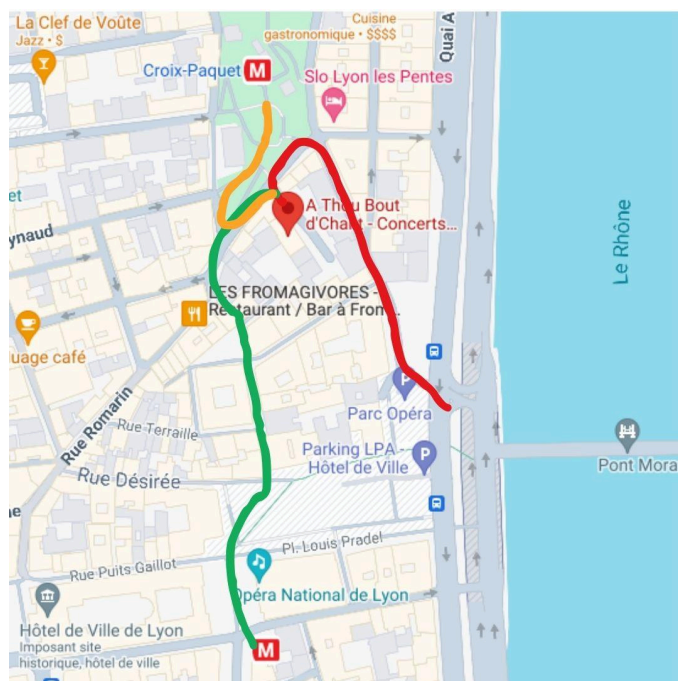 La Clef de Voûte
Jazz • $
Cuisine
gastronomique • $$$$
Quai A
Croix-Paquet
M
Slo Lyon les Pentes
et
ynaud
A Thou Bout
d'Chant - Concerts...
Le Rhône
LES FROMAGIVORES -
Restaurant / Bar à From...
uage café
P
Parc Opéra
Rue Romarin
Rue Terraille
Parking LPA -
Hôtel de Ville
P
Pont Mora
Rue Désirée
ne
Pl. Louis Pradel
Rue Puits Gaillot
Opéra National de Lyon
Hôtel de Ville de Lyon
Imposant site
historique, hôtel de ville
M